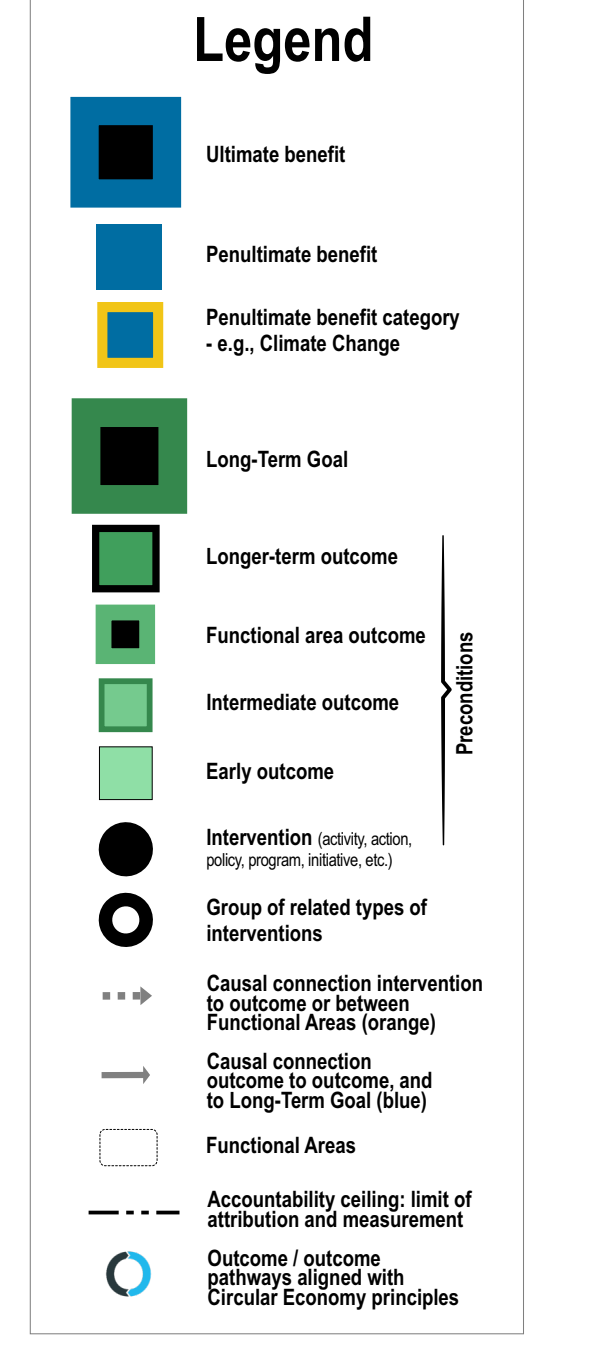 Legend
Ultimate benefit
Penultimate benefit
Penultimate benefit category
- e.g., Climate Change
Long-Term Goal
Longer-term outcome
Functional area outcome
Intermediate outcome
Early outcome
Preconditions
Intervention (activity, action,
policy, program, initiative, etc.)
Group of related types of
interventions
Causal connection intervention
to outcome or between
Functional Areas (orange)
Causal connection
outcome to outcome, and
to Long-Term Goal (blue)
Functional Areas
Accountability ceiling: limit of
attribution and measurement
Outcome / outcome
pathways aligned with
Circular Economy principles